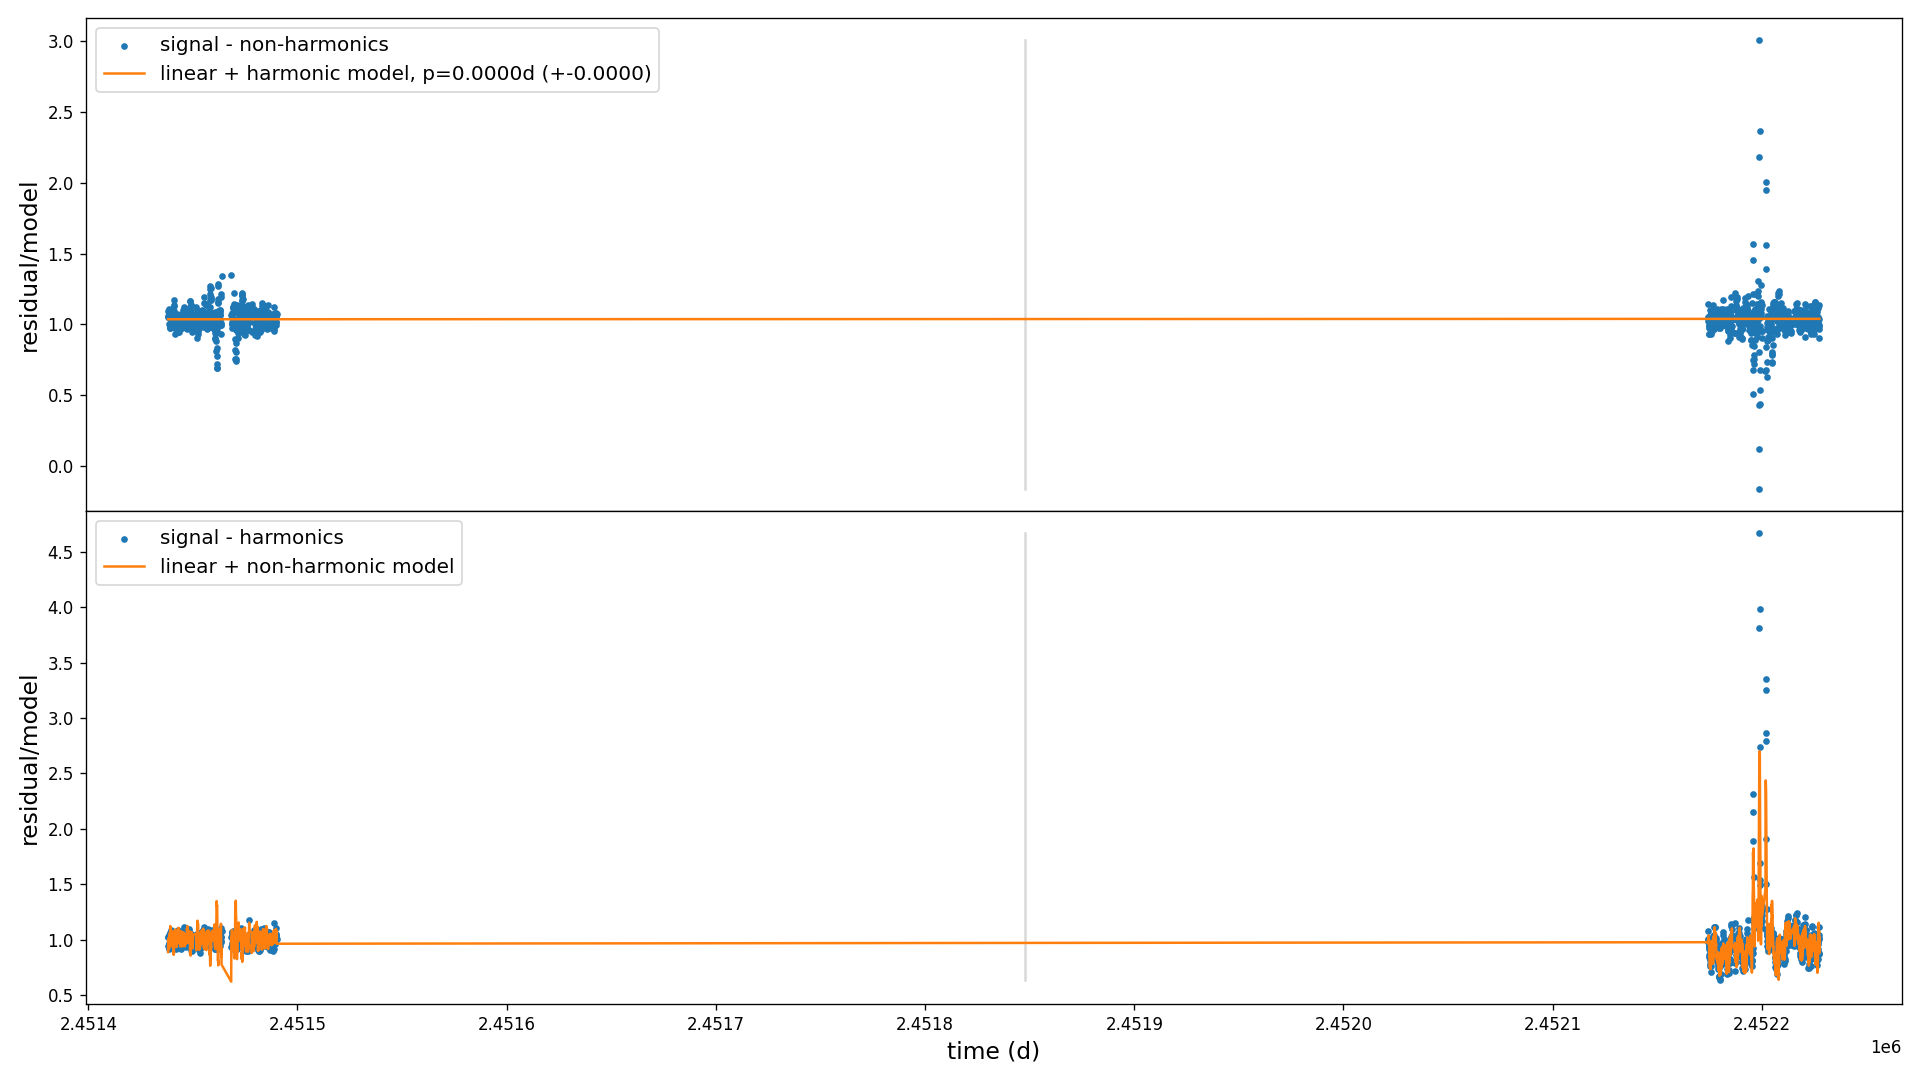 signal - non-harmonics
linear + harmonic model, p=0.0000d (+-0.0000)
3.0
2.5
2.0
1.5
1.0
0.5
0.0
residual/model
signal - harmonics
linear + non-harmonic model
4.5
4.0
3.5
3.0
2.5
2.0
1.5
1.0
0.5
residual/model
2.4514 2.4515 2.4516 2.4517 2.4518 2.4519 2.4520 2.4521 2.4522
1e6
time (d)